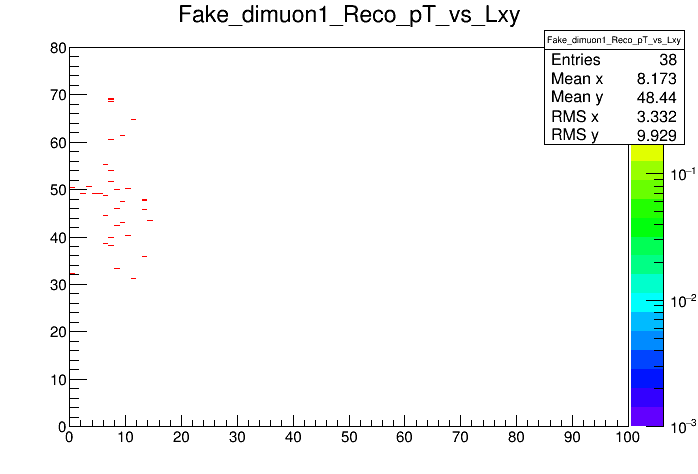 Fake_dimuon1_Reco_pT_vs_Lxy
Fake_dimuon1_Reco_pT_vs_Lxy
Entries 38
Mean x 8.173
Mean y 48.44
RMS x 3.332
RMS y 9.929
80
70
60
50
40
30
20
10
0
0 10 20 30 40 50 60 70 80 90 100
10⁻¹
10⁻²
10⁻³